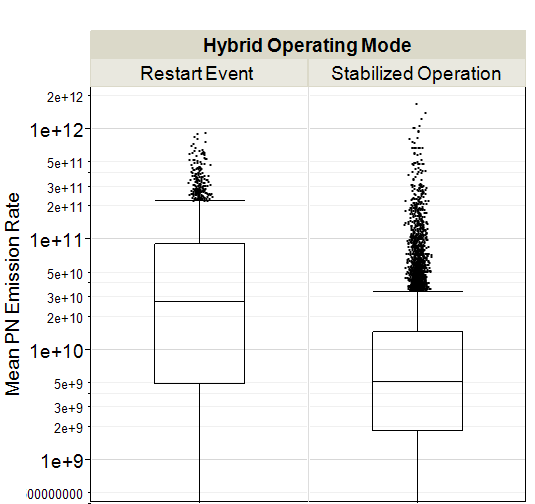 Hybrid Operating Mode
Restart Event
Stabilized Operation
Mean PN Emission Rate
2e+12
1e+12
5e+11
3e+11
2e+11
1e+11
5e+10
3e+10
2e+10
1e+10
5e+9
3e+9
2e+9
1e+9
00000000